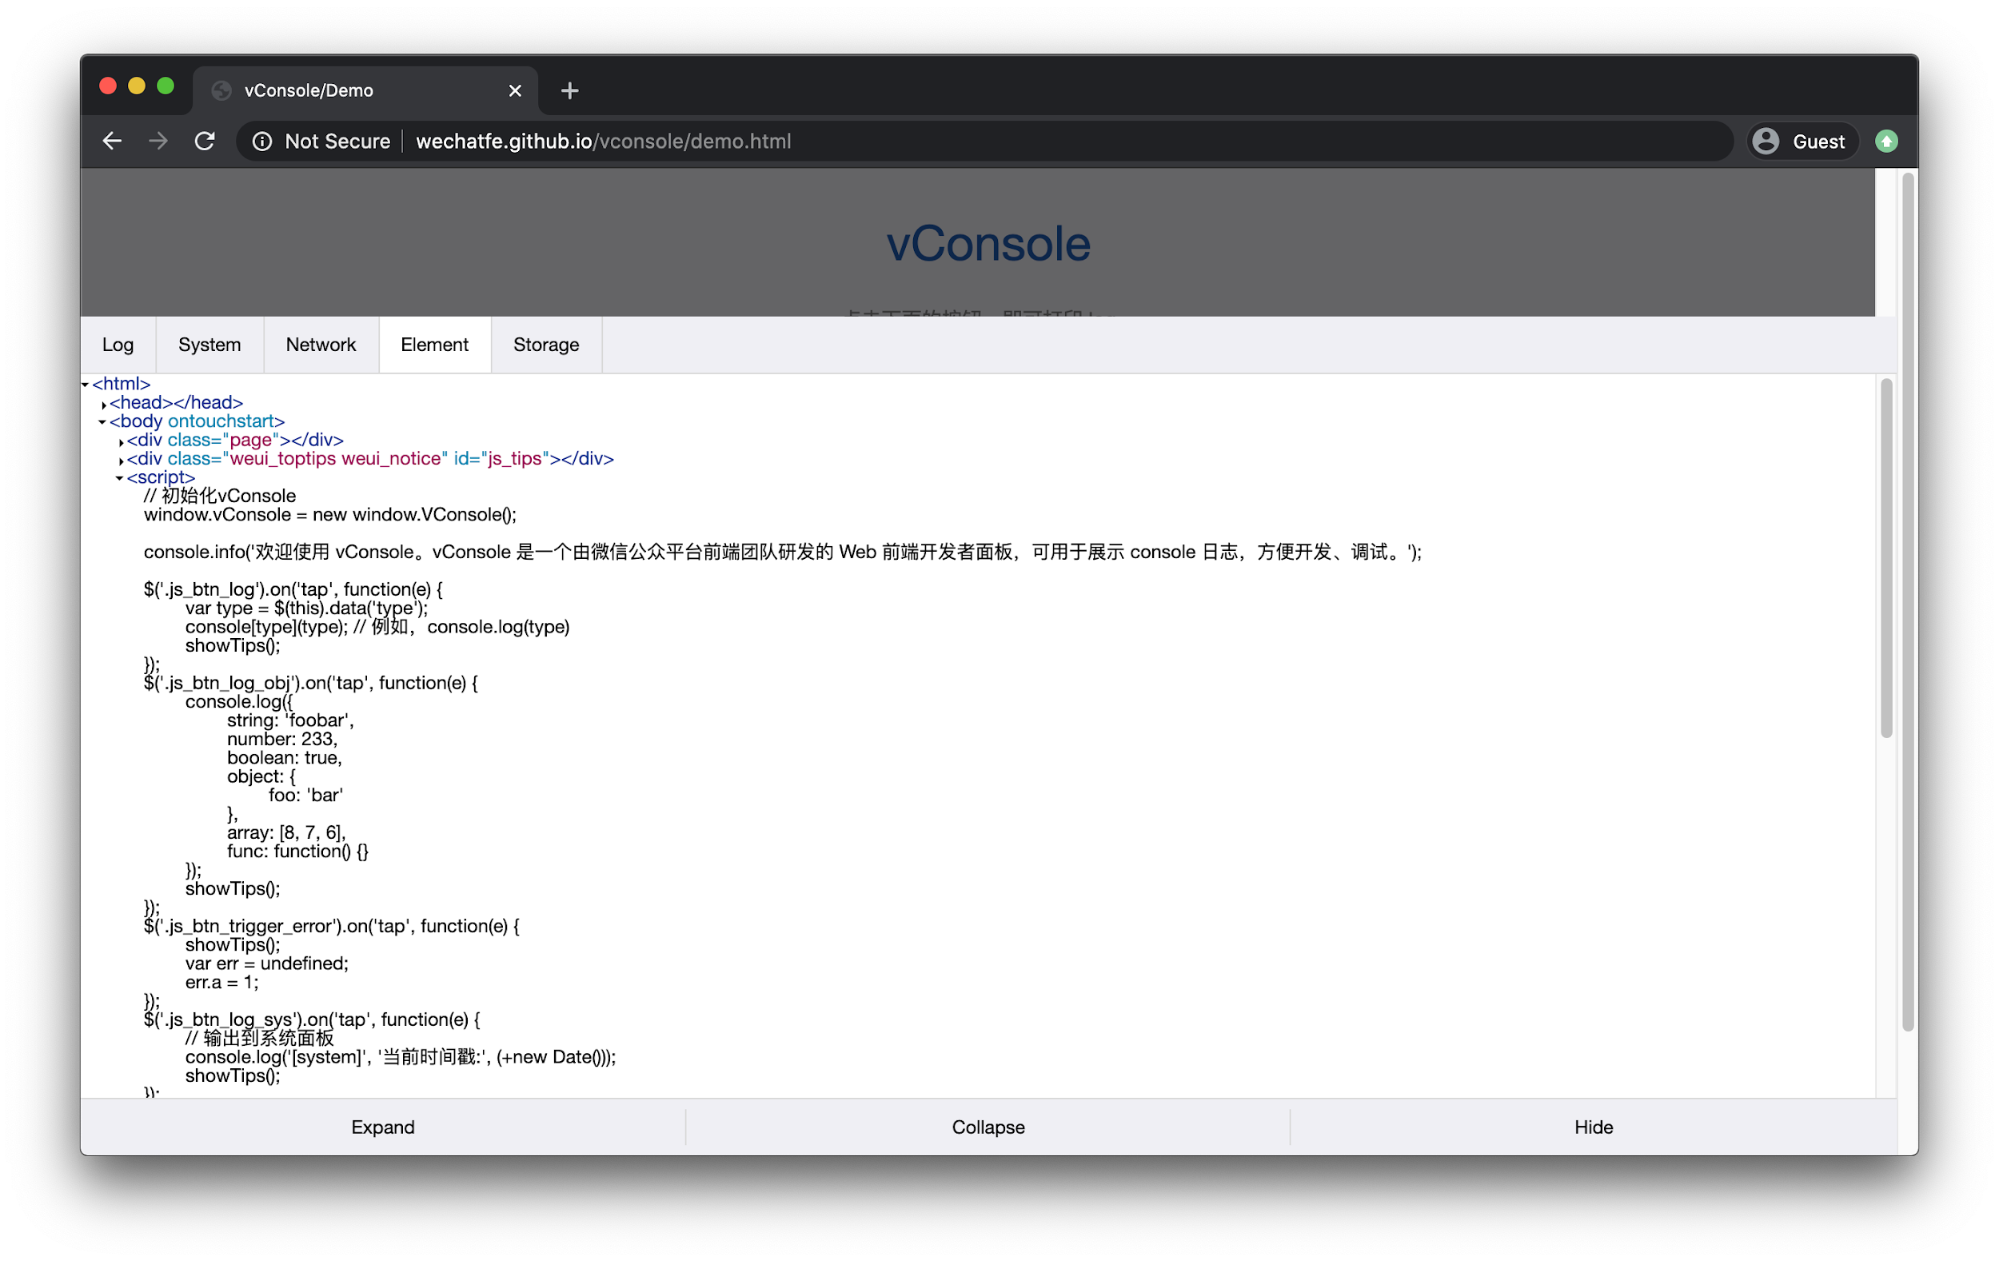 vConsole/Demo
Not Secure wechatfe.github.io/vconsole/demo.html Guest
vConsole
Log System Network Element Storage
<html>
<head></head>
<body ontouchstart>
<div class="page"></div>
<div class="weui_toptips weui_notice" id="js_tips"></div>
<script>
// 初始化vConsole
window.vConsole = new window.VConsole();
console.info('欢迎使用 vConsole。vConsole 是一个由微信公众平台前端团队研发的 Web 前端开发者面板，可用于展示 console 日志，方便开发、调试。');
$('.js_btn_log').on('tap', function(e) {
var type = $(this).data('type');
console[type](type); // 例如，console.log(type)
showTips();
});
$('.js_btn_log_obj').on('tap', function(e) {
console.log({
string: 'foobar',
number: 233,
boolean: true,
object: {
foo: 'bar'
},
array: [8, 7, 6],
func: function() {}
});
showTips();
});
$('.js_btn_trigger_error').on('tap', function(e) {
showTips();
var err = undefined;
err.a = 1;
});
$('.js_btn_log_sys').on('tap', function(e) {
// 输出到系统面板
console.log('[system]', '当前时间戳:', (+new Date()));
showTips();
});
Expand Collapse Hide